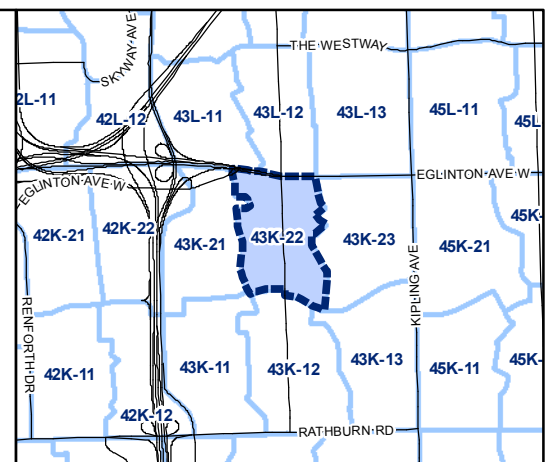 SKYWAY AVE
THE WESTWAY
2L-11
42L-12
43L-11
43L-12
43L-13
45L-11
45L
EGLINTON AVE W
EGLINTON AVE W
42K-21
42K-22
43K-21
43K-22
43K-23
45K-21
45K-
RENFORTH DR
KIPLING AVE
42K-11
42K-12
43K-11
43K-12
43K-13
45K-11
45K-
RATHBURN RD